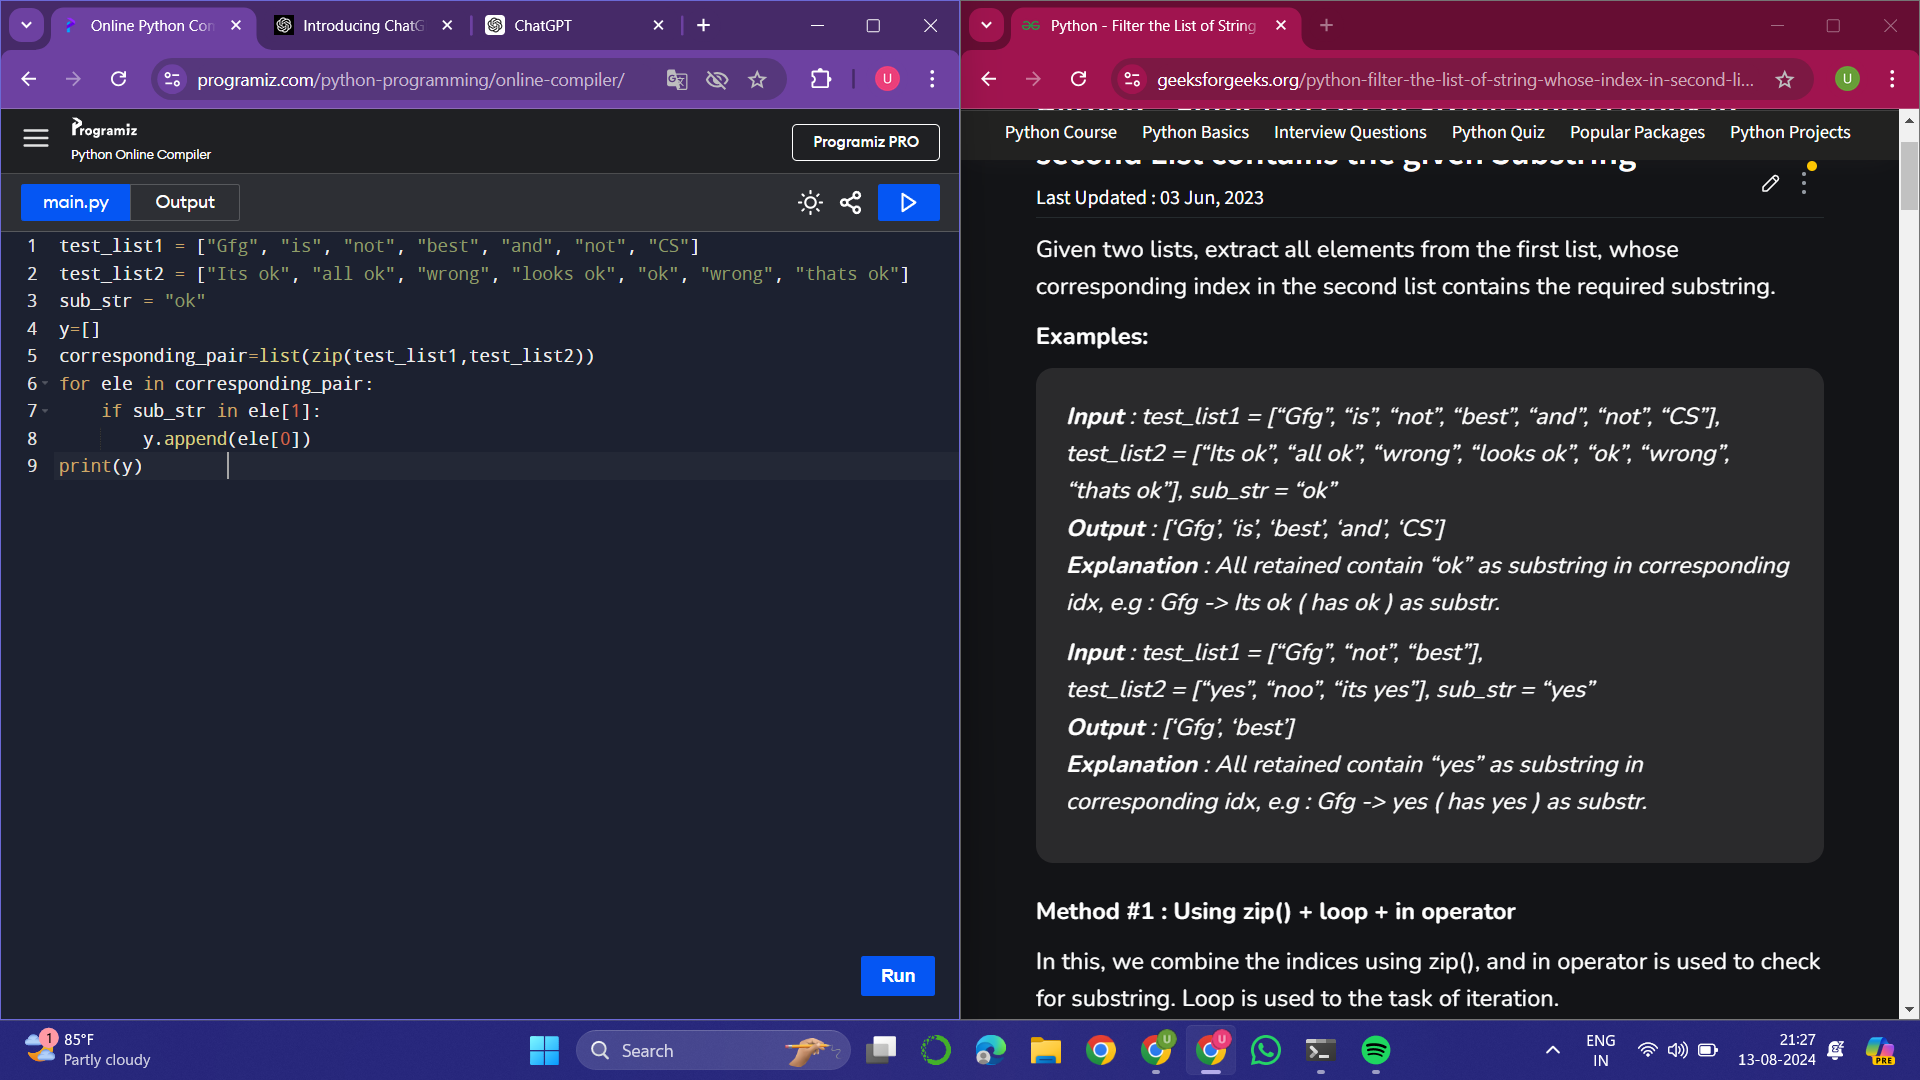 Online Python Com
Introducing ChatG
ChatGPT
programiz.com/python-programming/online-compiler/
U
Programiz
Python Online Compiler
Programiz PRO
main.py
Output
1 test_list1 = ["Gfg", "is", "not", "best", "and", "not", "CS"]
2 test_list2 = ["Its ok", "all ok", "wrong", "looks ok", "ok", "wrong", "thats ok"]
3 sub_str = "ok"
4 y=[]
5 corresponding_pair=list(zip(test_list1,test_list2))
6 for ele in corresponding_pair:
7     if sub_str in ele[1]:
8         y.append(ele[0])
9 print(y)
Run
Python - Filter the List of String
geeksforgeeks.org/python-filter-the-list-of-string-whose-index-in-second-li...
U
Python Course Python Basics Interview Questions Python Quiz Popular Packages Python Projects
second List contains the given Substring
Last Updated : 03 Jun, 2023
Given two lists, extract all elements from the first list, whose
corresponding index in the second list contains the required substring.
Examples:
Input : test_list1 = [“Gfg”, “is”, “not”, “best”, “and”, “not”, “CS”],
test_list2 = [“Its ok”, “all ok”, “wrong”, “looks ok”, “ok”, “wrong”,
“thats ok”], sub_str = “ok”
Output : [‘Gfg’, ‘is’, ‘best’, ‘and’, ‘CS’]
Explanation : All retained contain “ok” as substring in corresponding
idx, e.g : Gfg -> Its ok ( has ok ) as substr.
Input : test_list1 = [“Gfg”, “not”, “best”],
test_list2 = [“yes”, “noo”, “its yes”], sub_str = “yes”
Output : [‘Gfg’, ‘best’]
Explanation : All retained contain “yes” as substring in
corresponding idx, e.g : Gfg -> yes ( has yes ) as substr.
Method #1 : Using zip() + loop + in operator
In this, we combine the indices using zip(), and in operator is used to check
for substring. Loop is used to the task of iteration.
1
85°F
Partly cloudy
Search
U
U
ENG
IN
21:27
13-08-2024
PRE